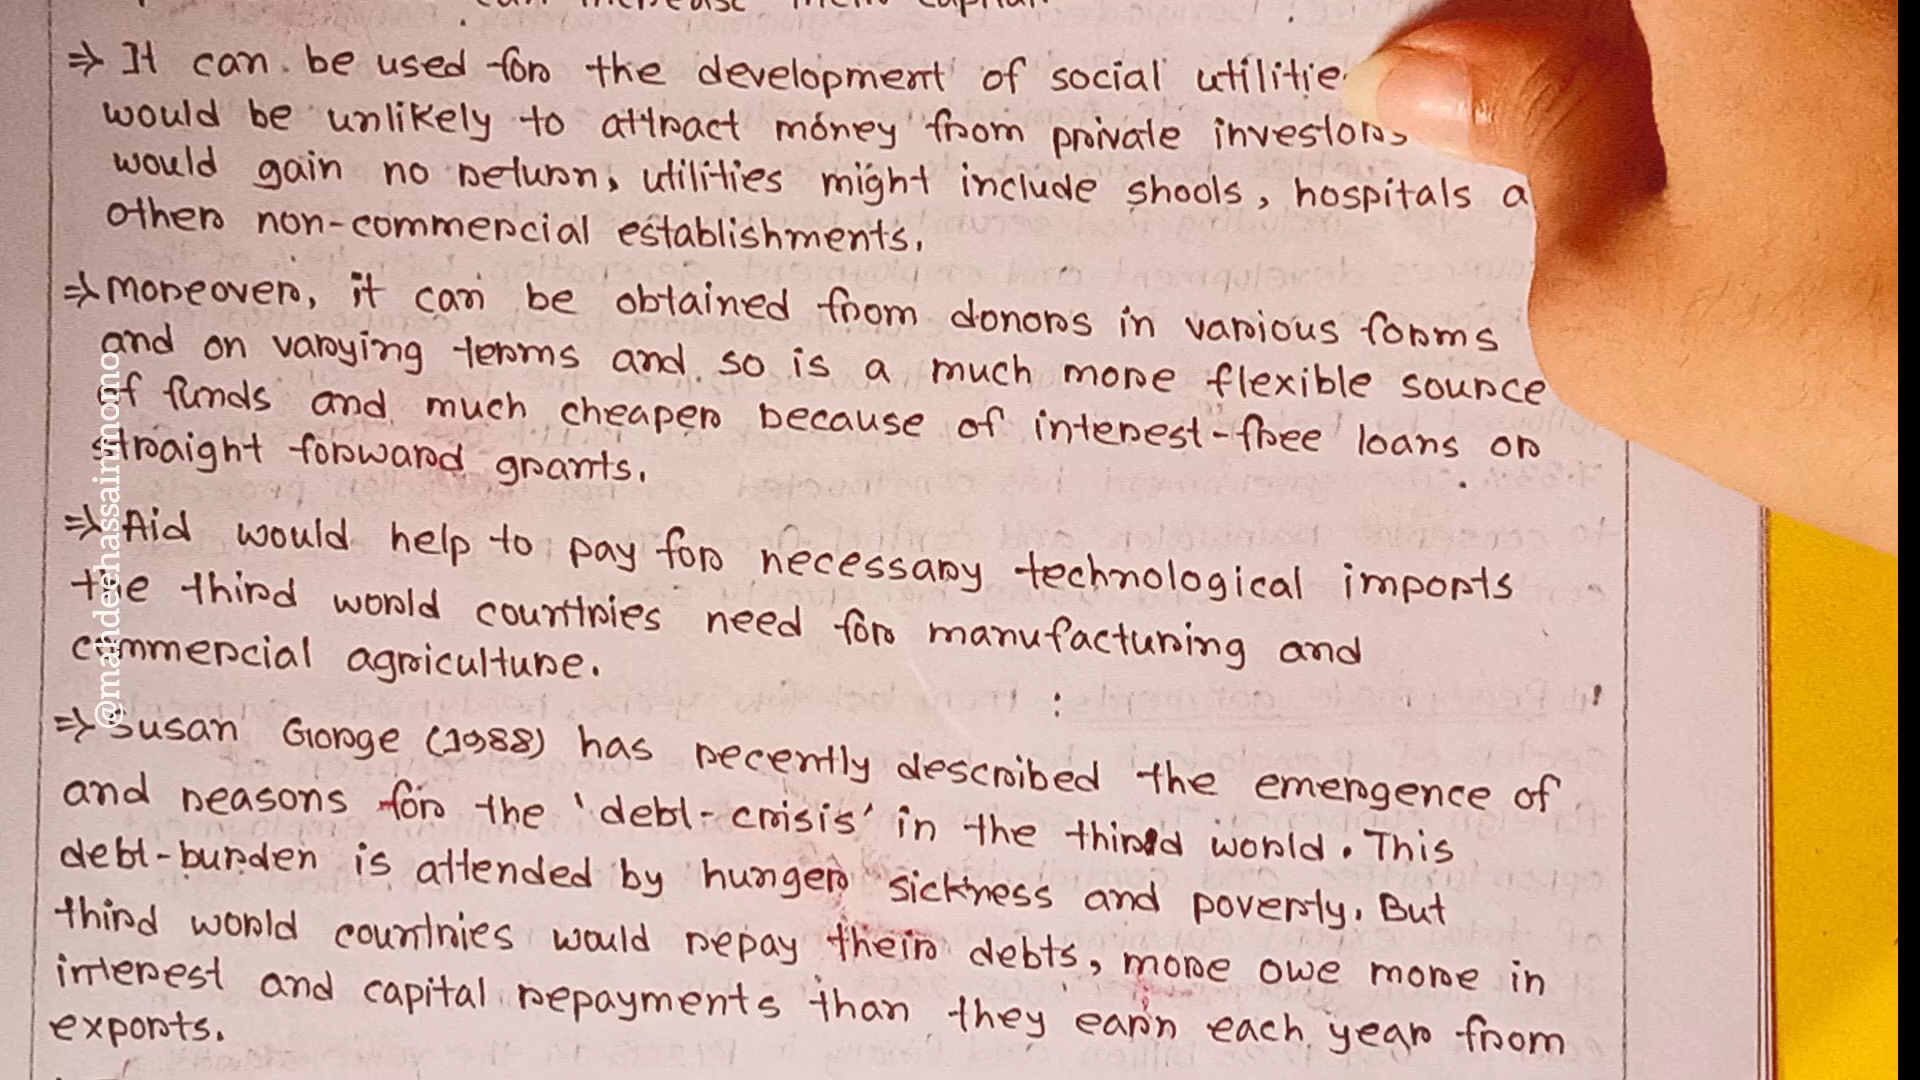 can increase their capital.
⇒ It can be used for the development of social utilitie
would be unlikely to attract money from private investors
would gain no return, utilities might include shools, hospitals a
other non-commercial establishments.
⇒ Moreover, it can be obtained from donors in various forms
and on varying terms and so is a much more flexible source
of funds and much cheaper because of interest-free loans or
straight forward grants.
⇒ Aid would help to pay for necessary technological imports
the third world countries need for manufacturing and
commercial agriculture.
⇒ Susan Giorge (1988) has recently described the emergence of
and reasons for the 'debt-crisis' in the third world. This
debt-burden is attended by hunger sickness and poverty. But
third world countries would repay their debts, more owe more in
interest and capital repayments than they earn each year from
exports.
@mahdeehassainmomo